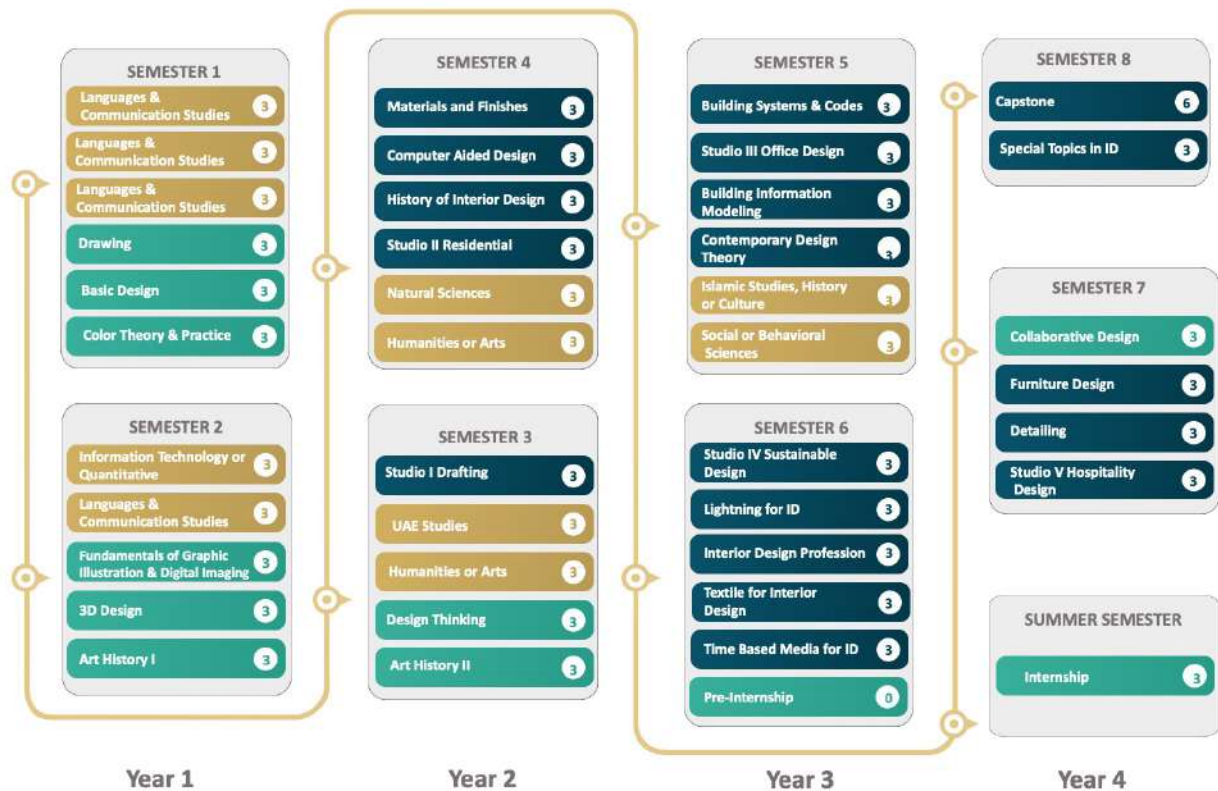 SEMESTER 1
Languages &
Communication Studies 3
Languages &
Communication Studies 3
Languages &
Communication Studies 3
Drawing 3
Basic Design 3
Color Theory & Practice 3
SEMESTER 2
Information Technology or
Quantitative 3
Languages &
Communication Studies 3
Fundamentals of Graphic
Illustration & Digital Imaging 3
3D Design 3
Art History I 3
Year 1
SEMESTER 4
Materials and Finishes 3
Computer Aided Design 3
History of Interior Design 3
Studio II Residential 3
Natural Sciences 3
Humanities or Arts 3
SEMESTER 3
Studio I Drafting 3
UAE Studies 3
Humanities or Arts 3
Design Thinking 3
Art History II 3
Year 2
SEMESTER 5
Building Systems & Codes 3
Studio III Office Design 3
Building Information
Modeling 3
Contemporary Design
Theory 3
Islamic Studies, History
or Culture 3
Social or Behavioral
Sciences 3
SEMESTER 6
Studio IV Sustainable
Design 3
Lightning for ID 3
Interior Design Profession 3
Textile for Interior
Design 3
Time Based Media for ID 3
Pre-Internship 0
Year 3
SEMESTER 8
Capstone 6
Special Topics in ID 3
SEMESTER 7
Collaborative Design 3
Furniture Design 3
Detailing 3
Studio V Hospitality
Design 3
SUMMER SEMESTER
Internship 3
Year 4